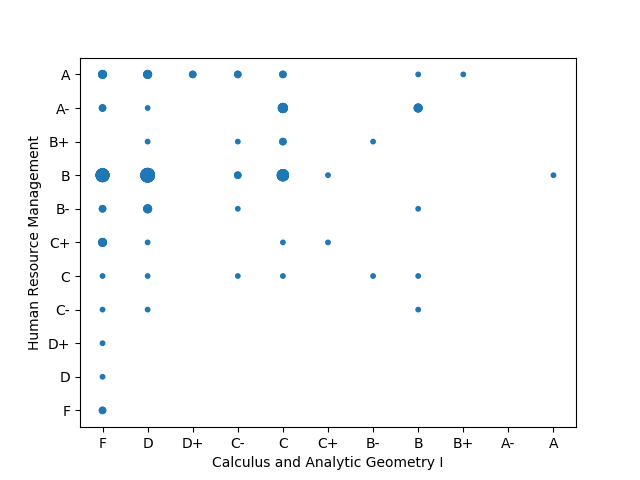 A
A-
B+
B
B-
C+
C
C-
D+
D
F
Human Resource Management
F D D+ C- C C+ B- B B+ A- A
Calculus and Analytic Geometry I